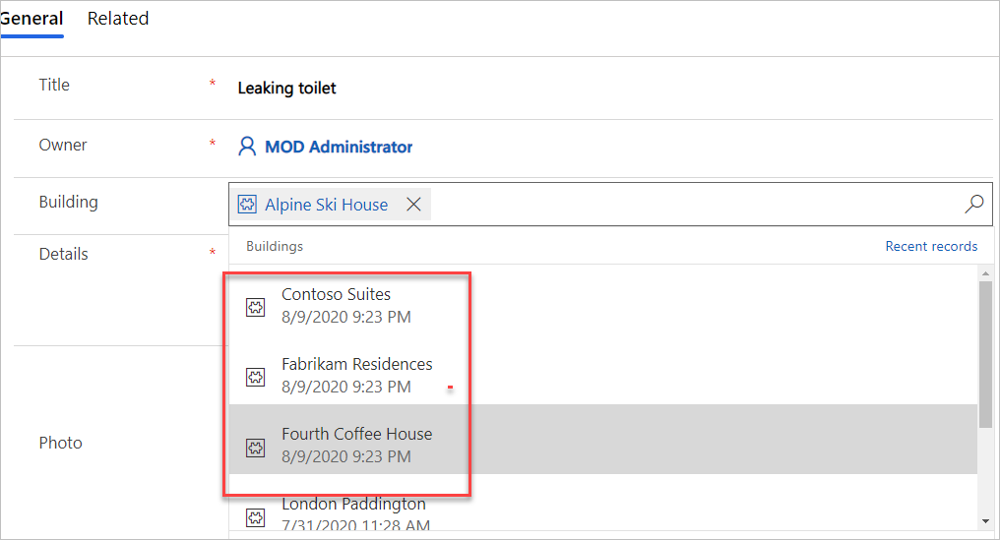 General Related
Title * Leaking toilet
Owner * MOD Administrator
Building Alpine Ski House
Buildings Recent records
Details *
Contoso Suites
8/9/2020 9:23 PM
Fabrikam Residences
8/9/2020 9:23 PM
Fourth Coffee House
8/9/2020 9:23 PM
Photo
London Paddington
7/31/2020 11:28 AM